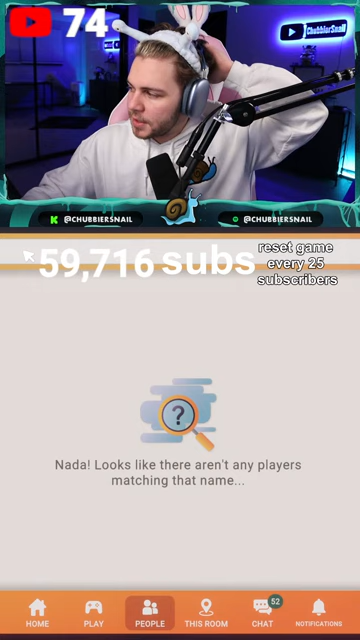 74
ChubbierSnail
@CHUBBIERSNAIL
@CHUBBIERSNAIL
59,716 subs
reset game
every 25
subscribers
?
Nada! Looks like there aren't any players
matching that name...
52
HOME
PLAY
PEOPLE
THIS ROOM
CHAT
NOTIFICATIONS